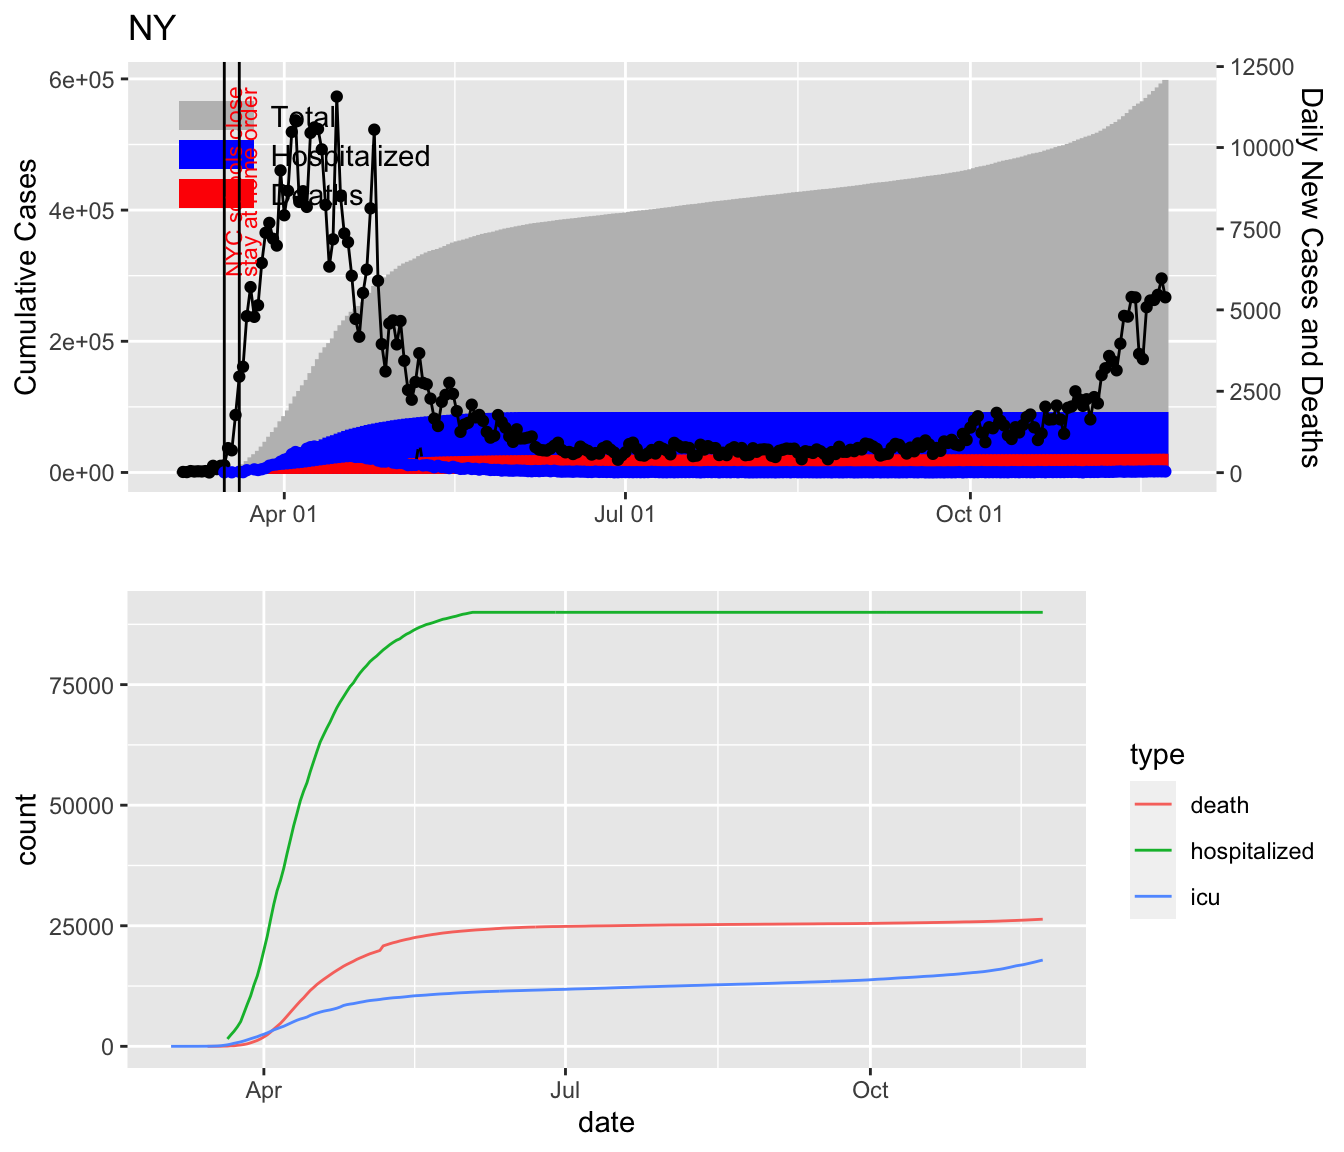 NY
6e+05
4e+05
2e+05
0e+00
Cumulative Cases
Total
Hospitalized
Deaths
NYC schools close
stay at home order
12500
10000
7500
5000
2500
0
Daily New Cases and Deaths
Apr 01
Jul 01
Oct 01
75000
50000
25000
0
count
Apr
Jul
Oct
date
type
death
hospitalized
icu